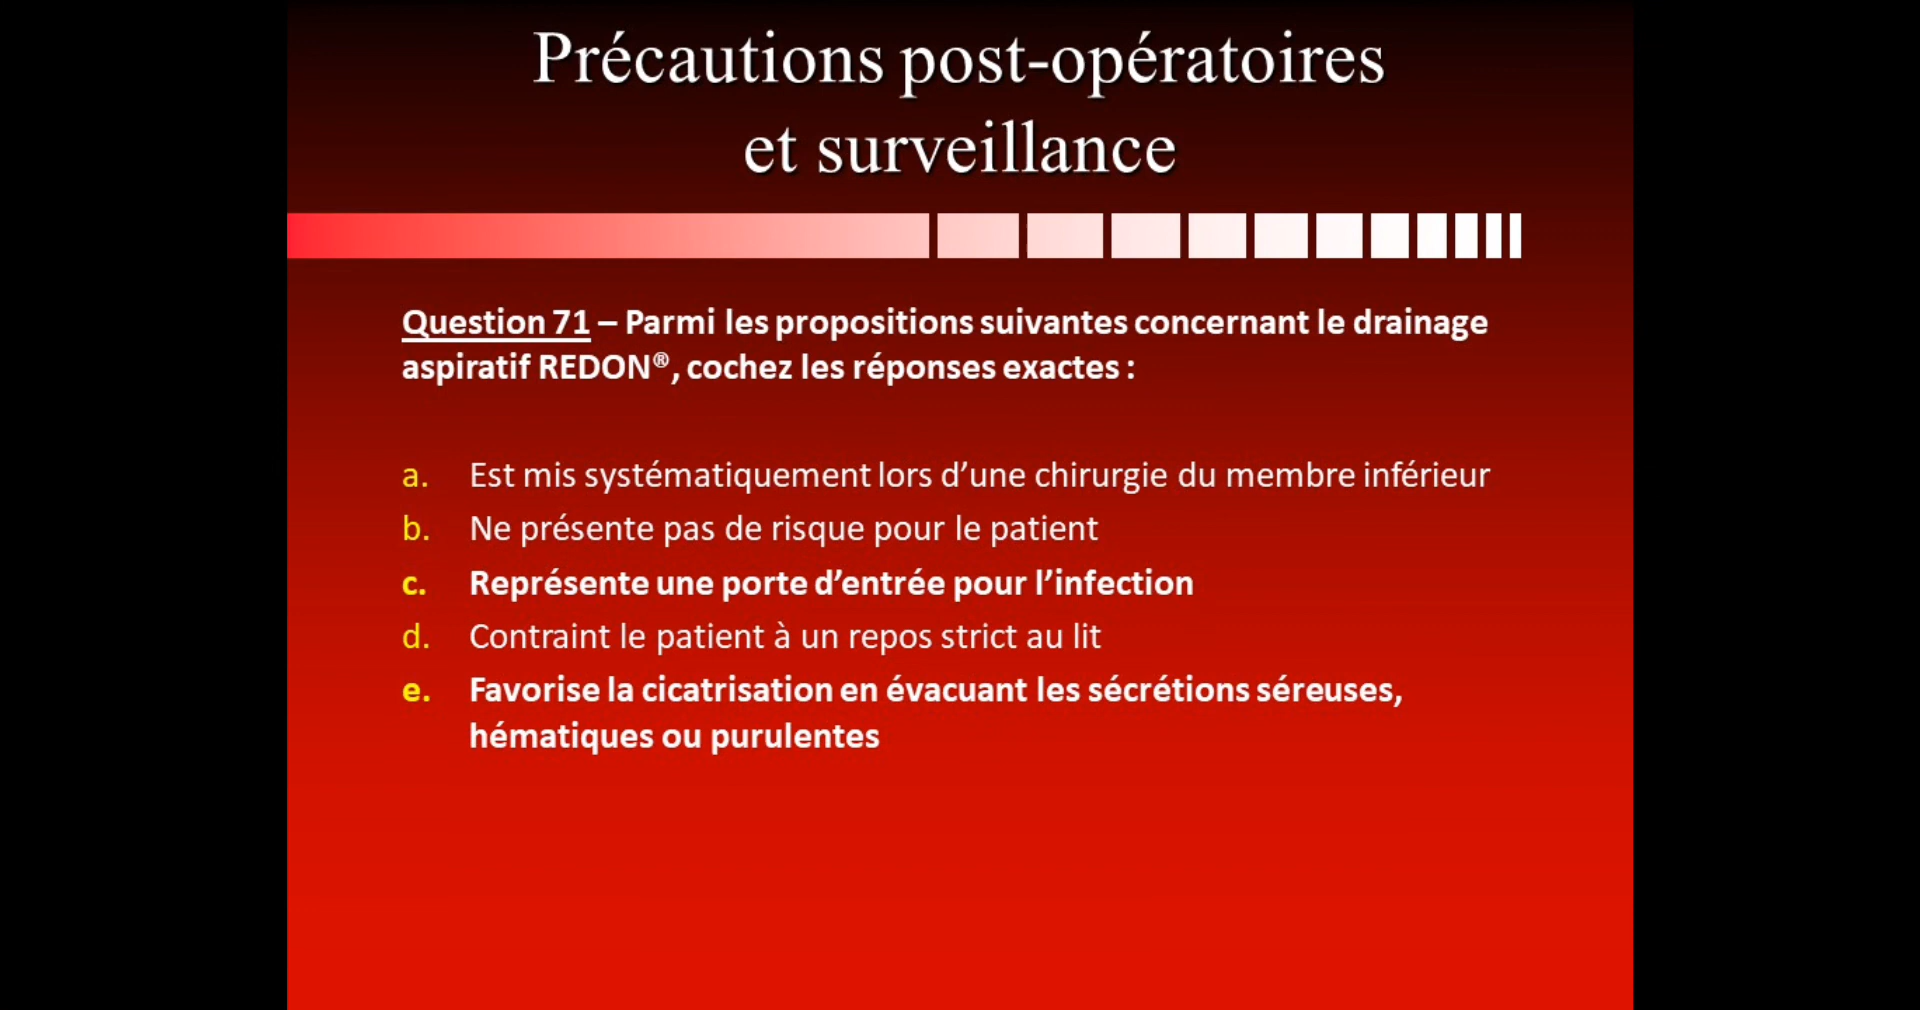 Précautions post-opératoires
et surveillance
Question 71 – Parmi les propositions suivantes concernant le drainage
aspiratif REDON®, cochez les réponses exactes :
a. Est mis systématiquement lors d’une chirurgie du membre inférieur
b. Ne présente pas de risque pour le patient
c. Représente une porte d’entrée pour l’infection
d. Contraint le patient à un repos strict au lit
e. Favorise la cicatrisation en évacuant les sécrétions séreuses,
hématiques ou purulentes